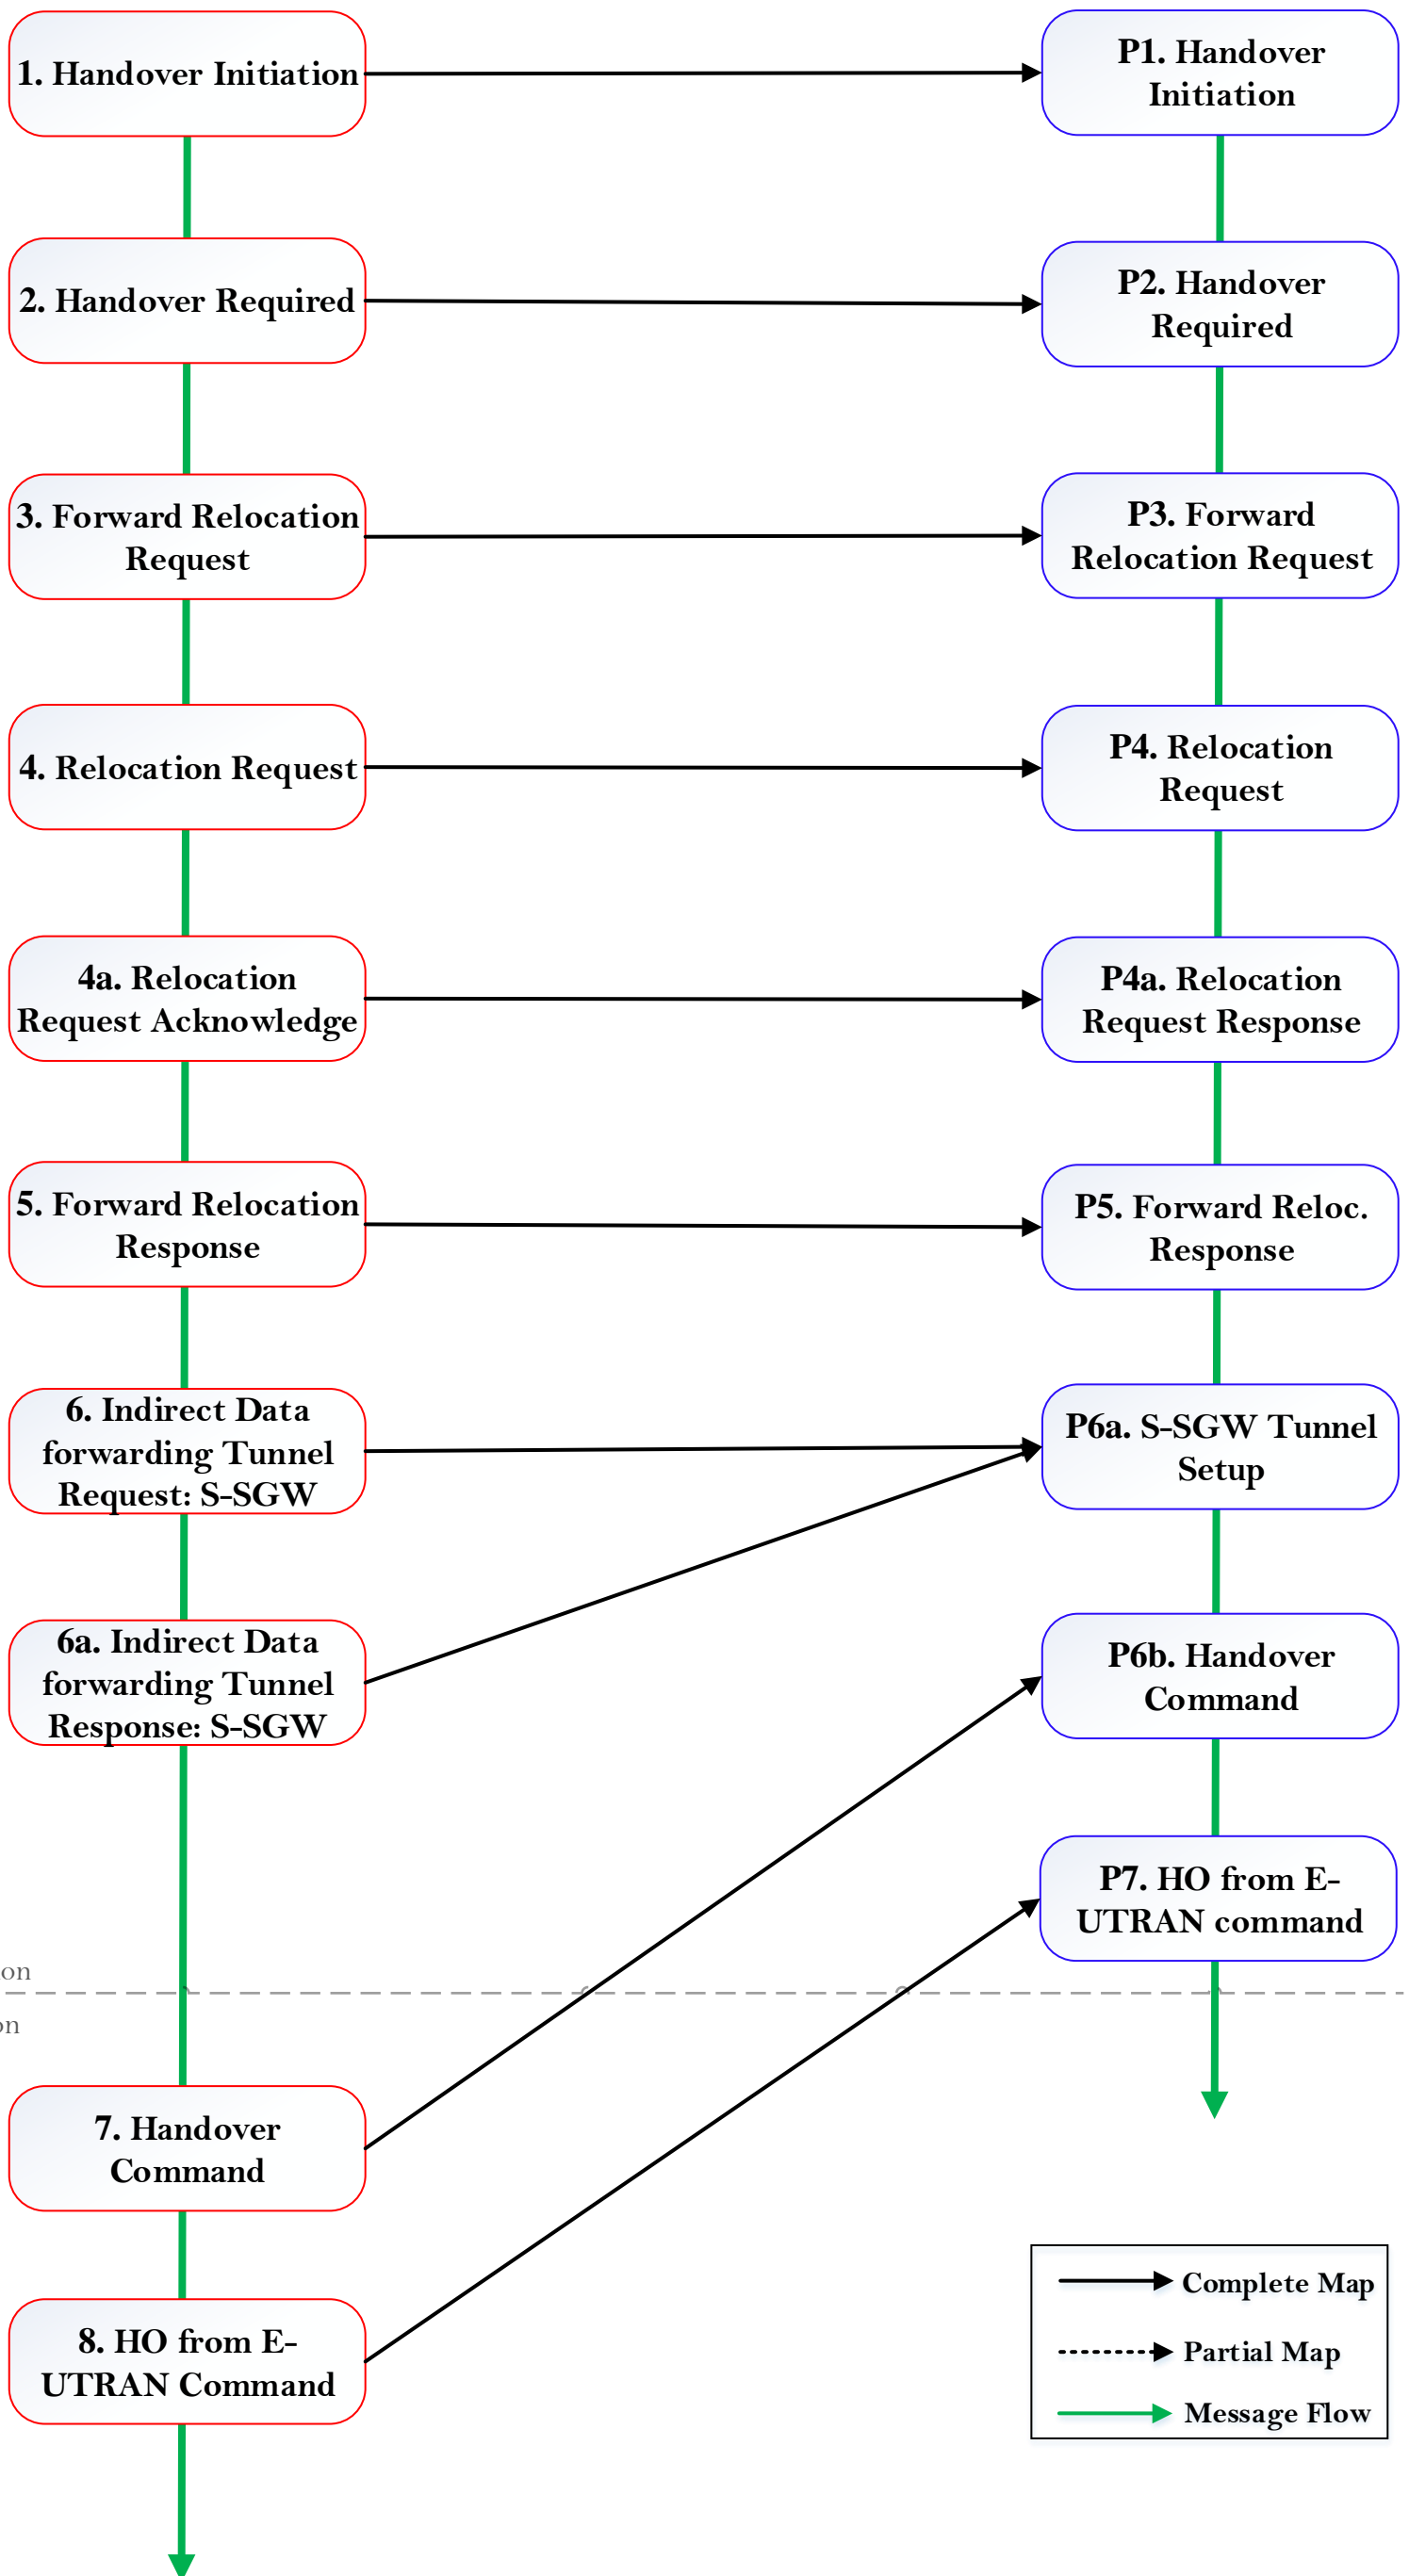 1. Handover Initiation
P1. Handover
Initiation
2. Handover Required
P2. Handover
Required
3. Forward Relocation
Request
P3. Forward
Relocation Request
4. Relocation Request
P4. Relocation
Request
4a. Relocation
Request Acknowledge
P4a. Relocation
Request Response
5. Forward Relocation
Response
P5. Forward Reloc.
Response
6. Indirect Data
forwarding Tunnel
Request: S-SGW
P6a. S-SGW Tunnel
Setup
6a. Indirect Data
forwarding Tunnel
Response: S-SGW
P6b. Handover
Command
P7. HO from E-
UTRAN command
on
on
7. Handover
Command
8. HO from E-
UTRAN Command
Complete Map
Partial Map
Message Flow